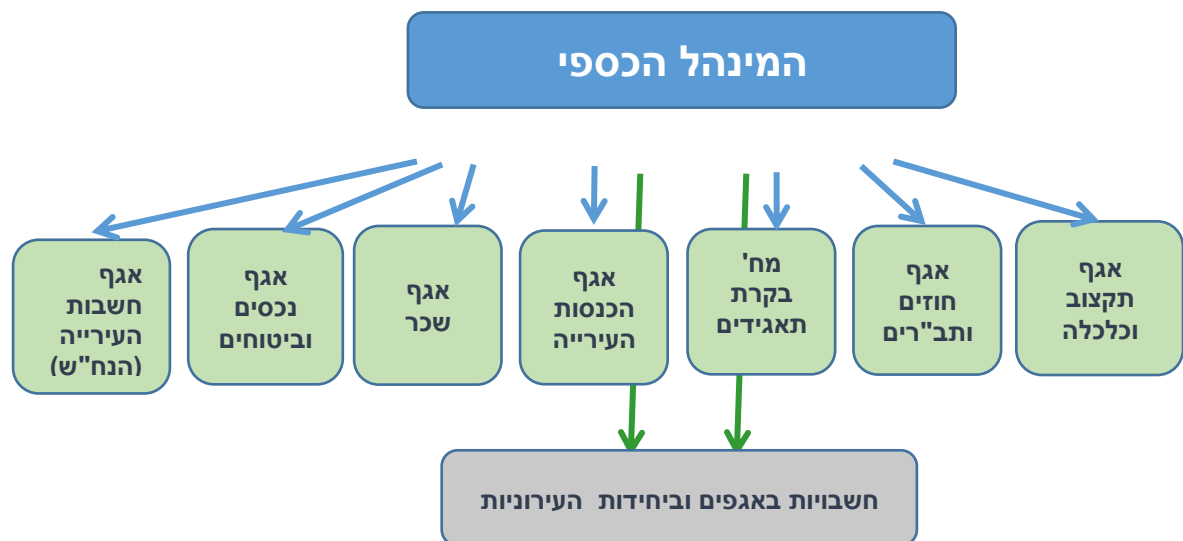 המינהל הכספי
אגף
תקצוב
וכלכלה
אגף
חוזים
ותב"רים
מח'
בקרת
תאגידים
אגף
הכנסות
העירייה
אגף
שכר
אגף
נכסים
וביטוחים
אגף
חשבות
העירייה
(הנח"ש)
חשבויות באגפים וביחידות העירוניות